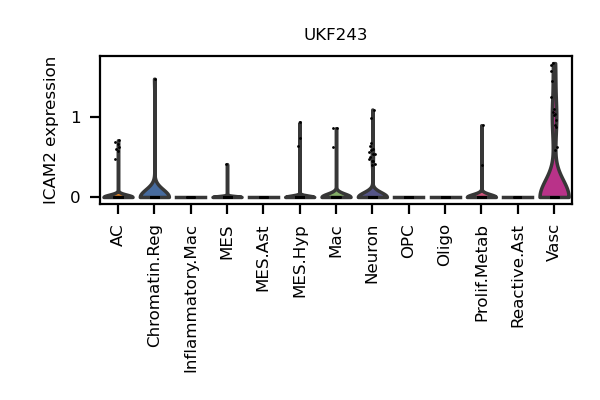 UKF243
ICAM2 expression
1
0
AC
Chromatin.Reg
Inflammatory.Mac
MES
MES.Ast
MES.Hyp
Mac
Neuron
OPC
Oligo
Prolif.Metab
Reactive.Ast
Vasc